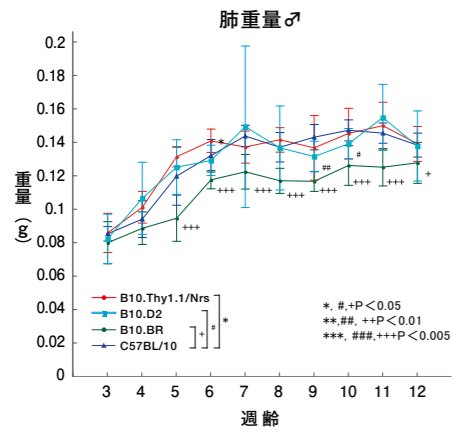 肺重量♂
0.2
0.18
0.16
0.14
0.12
0.1
0.08
0.06
0.04
0.02
0
重量 (g)
*
##
#
+++
+++
+++
+++
+++
+++
+++
+
B10.Thy1.1/Nrs
B10.D2
B10.BR
C57BL/10
+
#
*
*, #,+P<0.05
**,##, ++P<0.01
***, ###,+++P<0.005
3 4 5 6 7 8 9 10 11 12
週齢